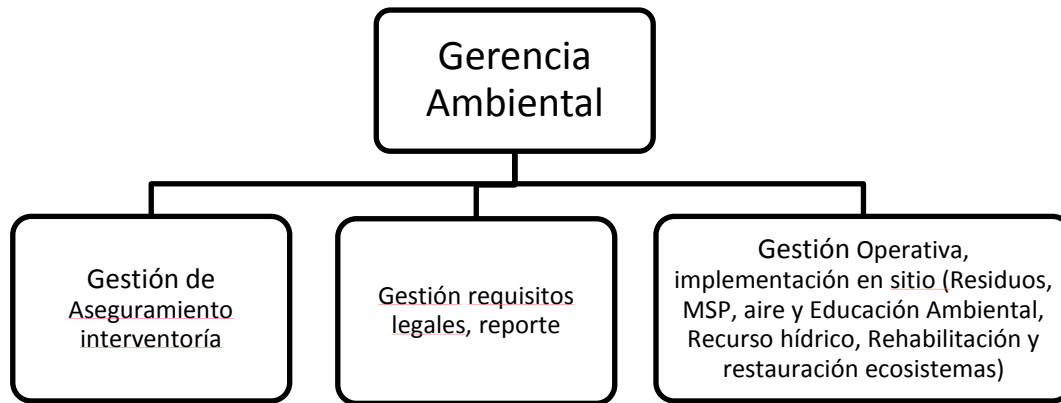 Gerencia
Ambiental
Gestión de
Aseguramiento
interventoría
Gestión requisitos
legales, reporte
Gestión Operativa,
implementación en sitio (Residuos,
MSP, aire y Educación Ambiental,
Recurso hídrico, Rehabilitación y
restauración ecosistemas)